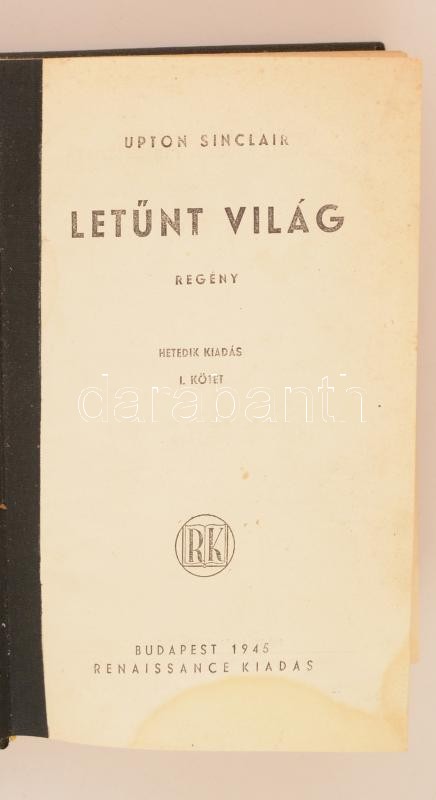 UPTON SINCLAIR
LETŰNT VILÁG
REGÉNY
HETEDIK KIADÁS
I. KÖTET
darabanth
RK
BUDAPEST 1945
RENAISSANCE KIADÁS